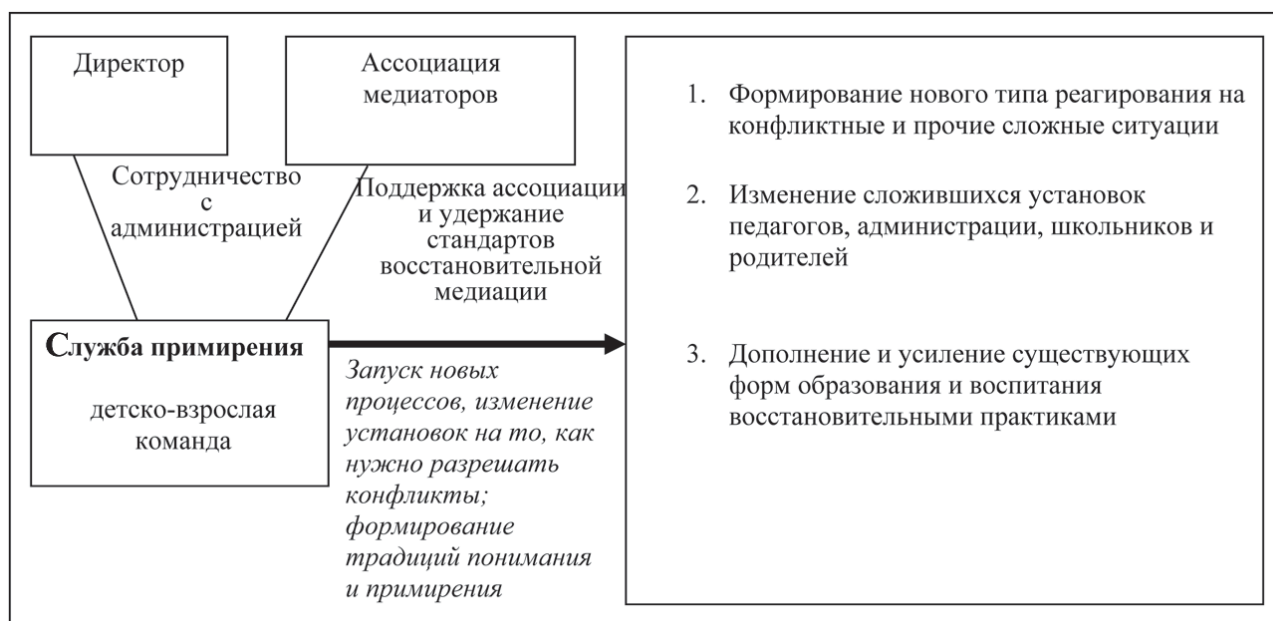 Директор
Ассоциация
медиаторов
Сотрудничество
с
администрацией
Поддержка ассоциации
и удержание
стандартов
восстановительной
медиации
Служба примирения
детско-взрослая
команда
Запуск новых
процессов, изменение
установок на то, как
нужно разрешать
конфликты;
формирование
традиций понимания
и примирения
1. Формирование нового типа реагирования на
конфликтные и прочие сложные ситуации
2. Изменение сложившихся установок
педагогов, администрации, школьников и
родителей
3. Дополнение и усиление существующих
форм образования и воспитания
восстановительными практиками